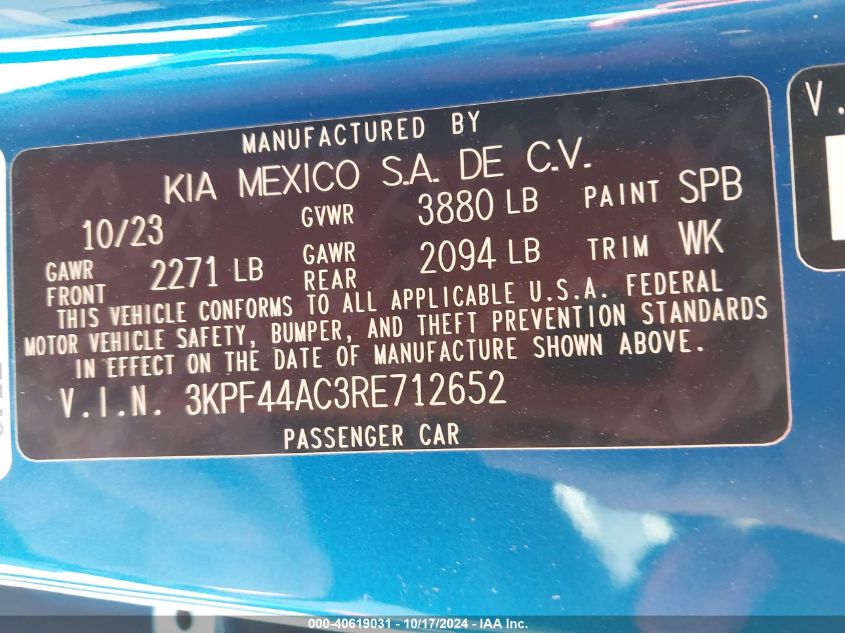 MANUFACTURED BY
KIA MEXICO S.A. DE C.V.
10/23 GVWR 3880 LB PAINT SPB
GAWR FRONT 2271 LB GAWR REAR 2094 LB TRIM WK
THIS VEHICLE CONFORMS TO ALL APPLICABLE U.S.A. FEDERAL
MOTOR VEHICLE SAFETY, BUMPER, AND THEFT PREVENTION STANDARDS
IN EFFECT ON THE DATE OF MANUFACTURE SHOWN ABOVE.
V.I.N. 3KPF44AC3RE712652
PASSENGER CAR
V.
000-40619031 - 10/17/2024 - IAA Inc.